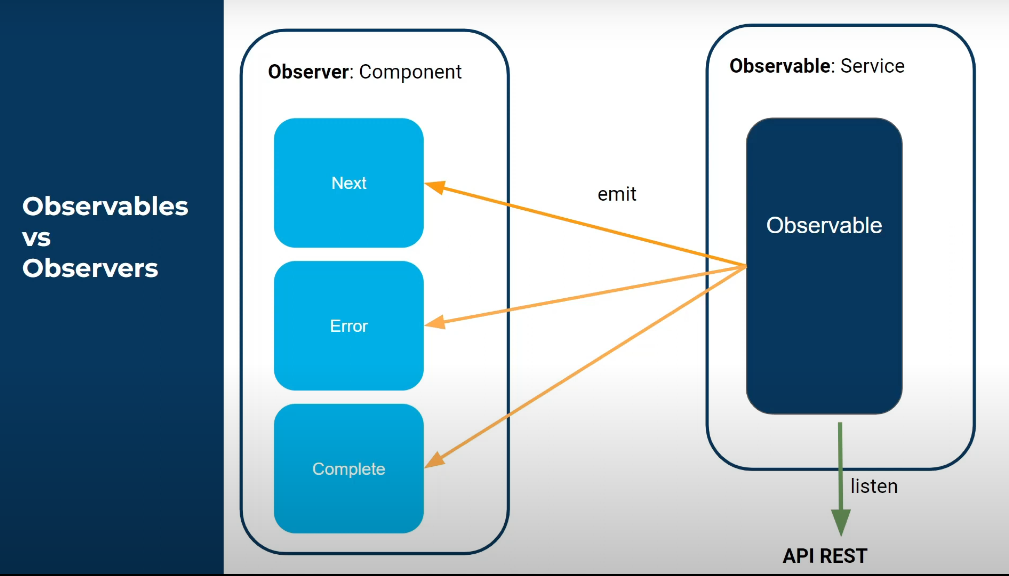 Observables
vs
Observers
Observer: Component
Next
Error
Complete
emit
Observable: Service
Observable
listen
API REST